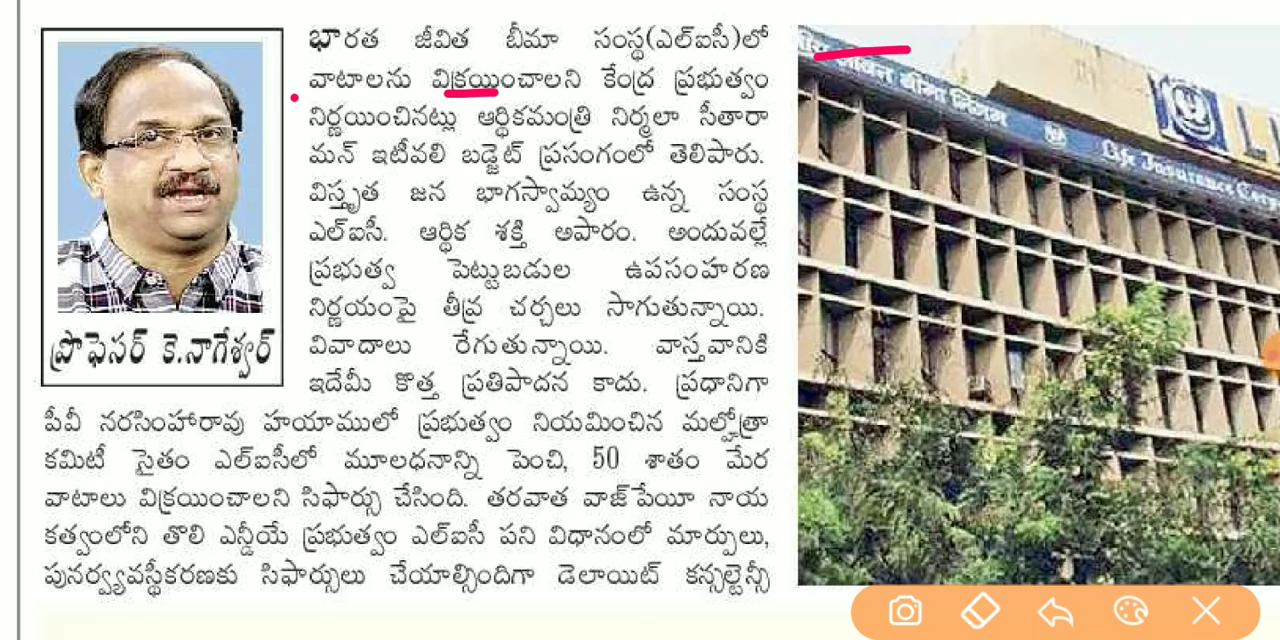 భారత జీవిత బీమా సంస్థ(ఎల్ఐసీ)లో
వాటాలను విక్రయించాలని కేంద్ర ప్రభుత్వం
నిర్ణయించినట్లు ఆర్థికమంత్రి నిర్మలా సీతారా
మన్ ఇటీవలి బడ్జెట్ ప్రసంగంలో తెలిపారు.
విస్తృత జన భాగస్వామ్యం ఉన్న సంస్థ
ఎల్ఐసీ. ఆర్థిక శక్తి అపారం. అందువల్లే
ప్రభుత్వ పెట్టుబడుల ఉపసంహరణ
నిర్ణయంపై తీవ్ర చర్చలు సాగుతున్నాయి.
వివాదాలు రేగుతున్నాయి. వాస్తవానికి
ఇదేమీ కొత్త ప్రతిపాదన కాదు. ప్రధానిగా
పీవీ నరసింహారావు హయాములో ప్రభుత్వం నియమించిన మల్హోత్రా
కమిటీ సైతం ఎల్ఐసీలో మూలధనాన్ని పెంచి, 50 శాతం మేర
వాటాలు విక్రయించాలని సిఫార్సు చేసింది. తరవాత వాజ్‌పేయీ నాయ
కత్వంలోని తొలి ఎన్డీయే ప్రభుత్వం ఎల్ఐసీ పని విధానంలో మార్పులు,
పునర్వ్యవస్థీకరణకు సిఫార్సులు చేయాల్సిందిగా డెలాయిట్ కన్సల్టెన్సీ
ప్రొఫెసర్ కె.నాగేశ్వర్
जीवन बीमा निगम
Life Insurance Corp
LI